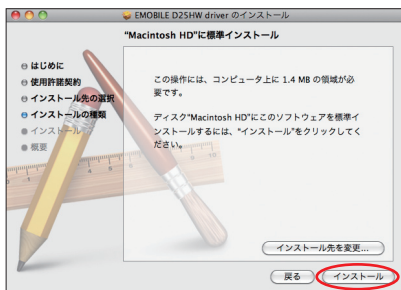 EMOBILE D25HW driver のインストール
"Macintosh HD"に標準インストール
はじめに
使用許諾契約
インストール先の選択
インストールの種類
インストール
概要
この操作には、コンピュータ上に 1.4 MB の領域が必
要です。
ディスク"Macintosh HD"にこのソフトウェアを標準イ
ンストールするには、"インストール"をクリックしてく
ださい。
インストール先を変更...
戻る
インストール